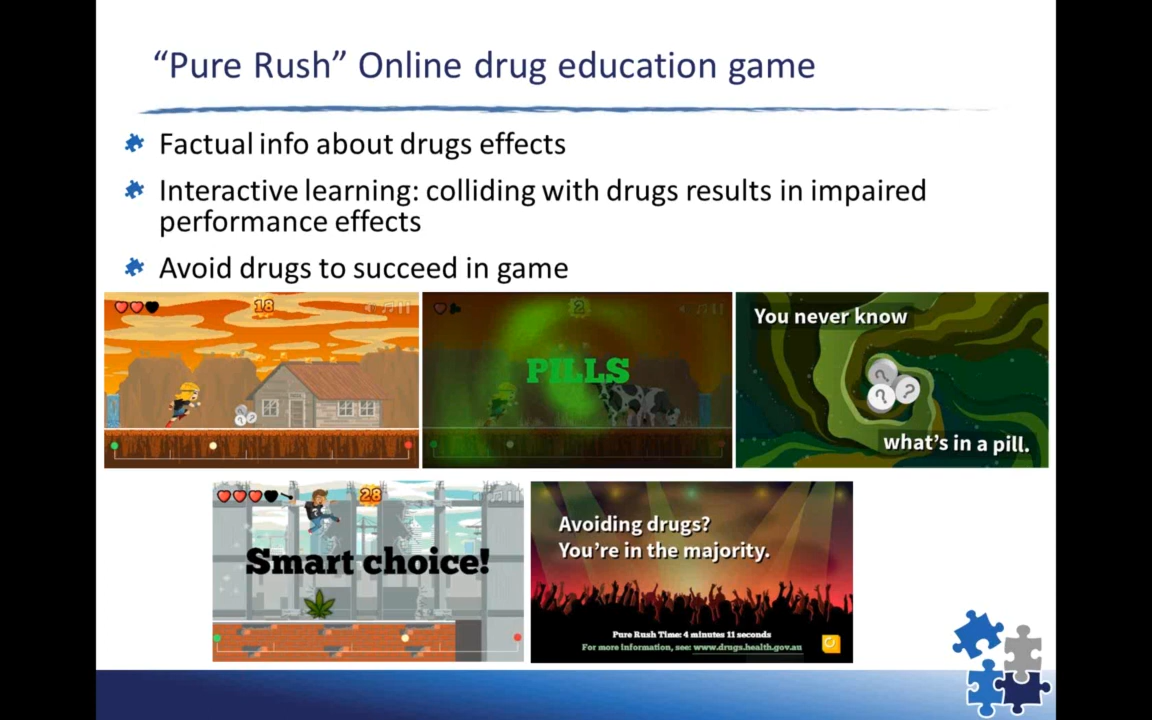 “Pure Rush” Online drug education game
Factual info about drugs effects
Interactive learning: colliding with drugs results in impaired
performance effects
Avoid drugs to succeed in game
18
2
PILLS
You never know
? ? ?
what’s in a pill.
28
Smart choice!
Avoiding drugs?
You’re in the majority.
Pure Rush Time: 4 minutes 11 seconds
For more information, see: www.drugs.health.gov.au